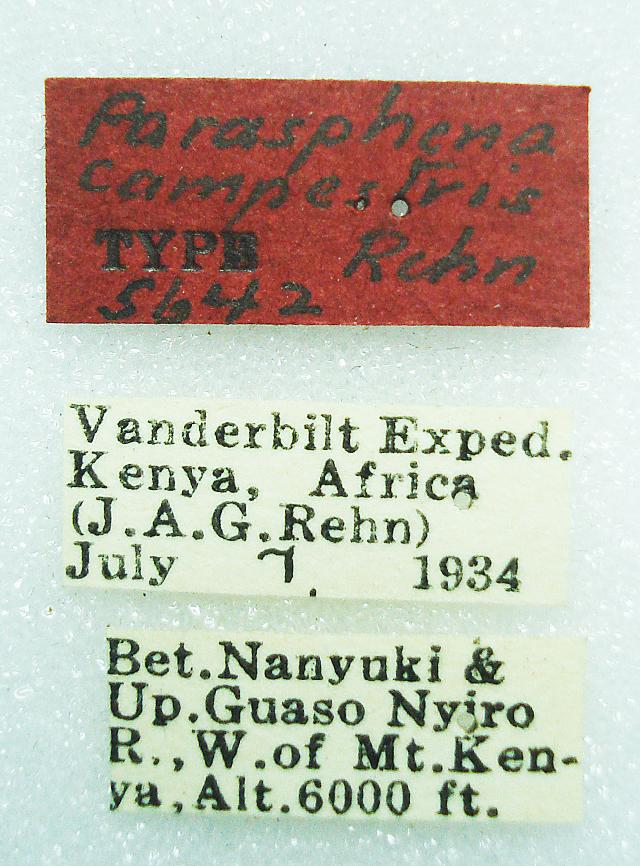 Parasphena
campestris
TYPE Rehn
5642
Vanderbilt Exped.
Kenya, Africa
(J.A.G.Rehn)
July 7. 1934
Bet.Nanyuki &
Up.Guaso Nyiro
R.,W.of Mt.Ken-
ya,Alt.6000 ft.